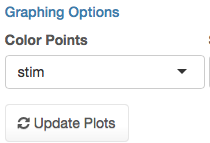 Graphing Options
Color Points
stim
Update Plots